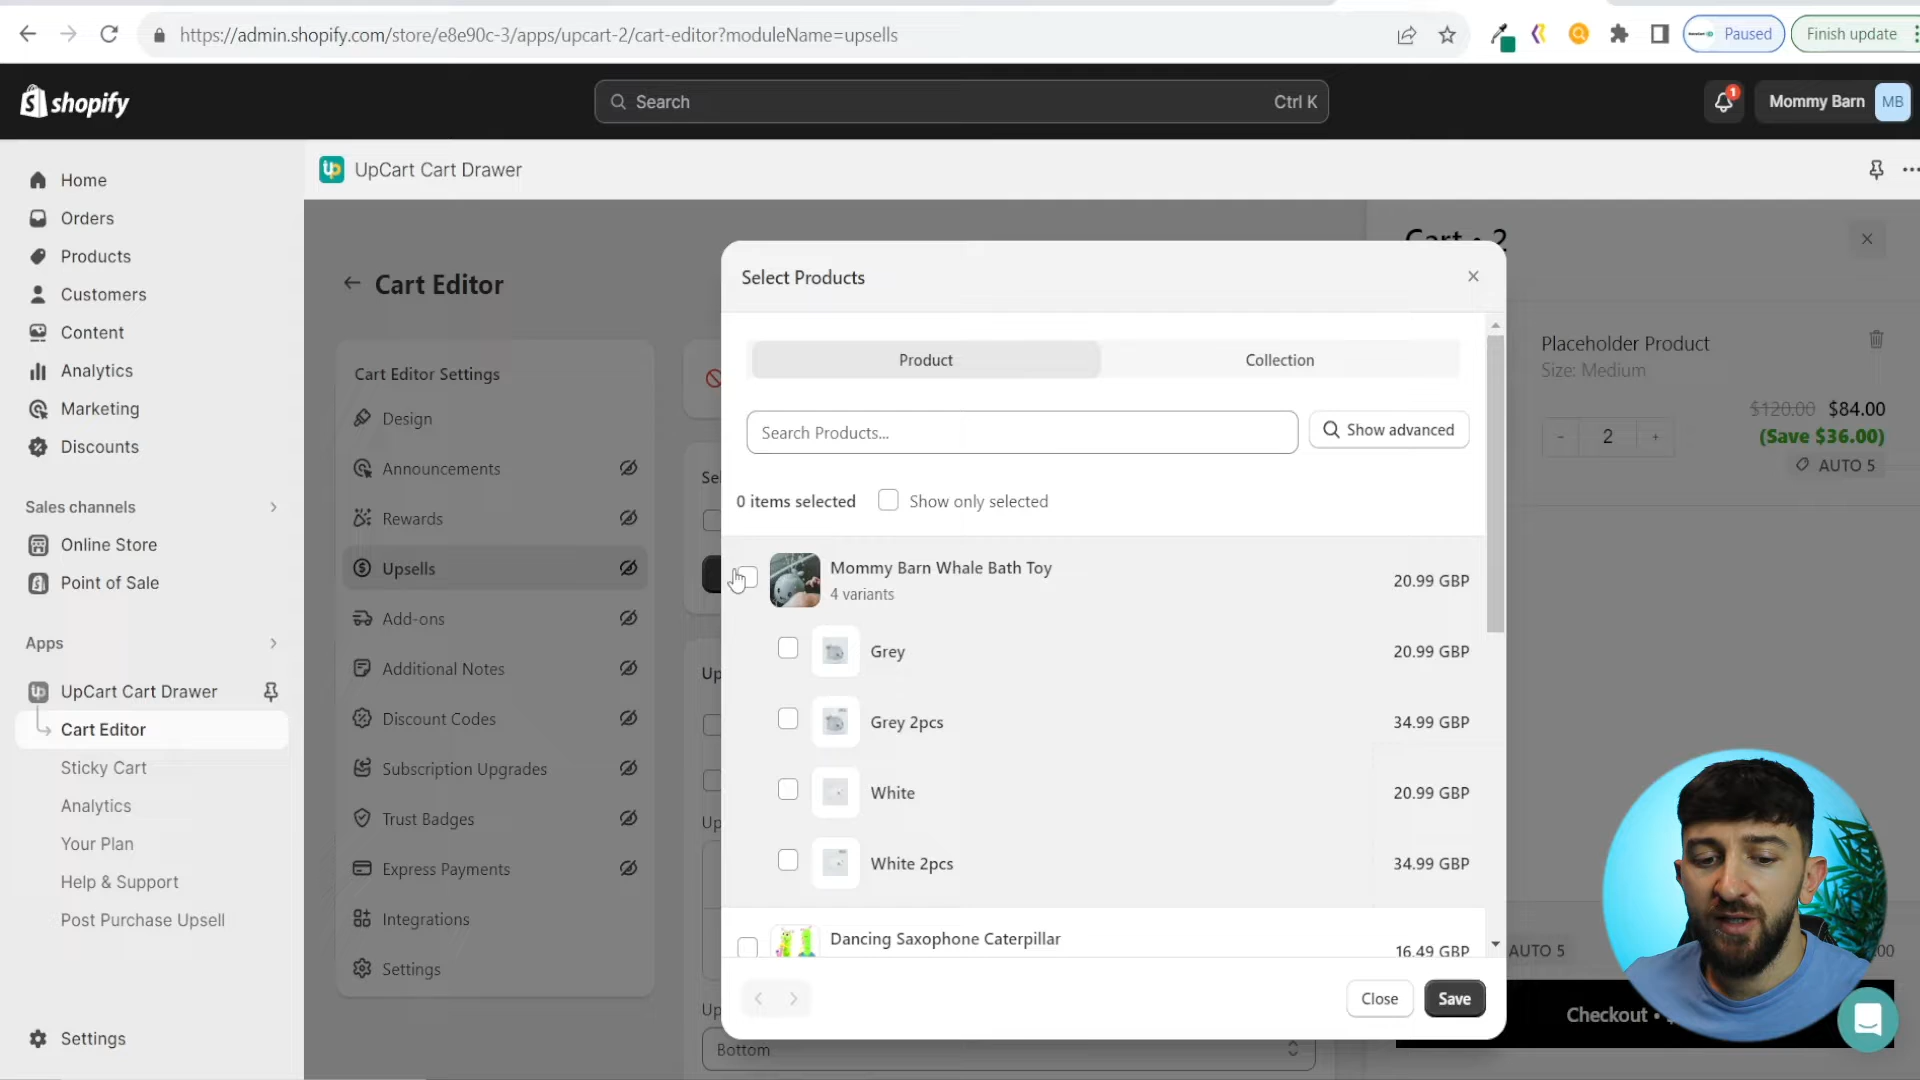 https://admin.shopify.com/store/e8e90c-3/apps/upcart-2/cart-editor?moduleName=upsells
Paused
Finish update
shopify
Search
Ctrl K
1
Mommy Barn
MB
UpCart Cart Drawer
Home
Orders
Products
Customers
Content
Analytics
Marketing
Discounts
Sales channels
Online Store
Point of Sale
Apps
UpCart Cart Drawer
Cart Editor
Sticky Cart
Analytics
Your Plan
Help & Support
Post Purchase Upsell
Settings
Cart Editor
Cart Editor Settings
Design
Announcements
Rewards
Upsells
Add-ons
Additional Notes
Discount Codes
Subscription Upgrades
Trust Badges
Express Payments
Integrations
Settings
Bottom
Select Products
Product
Collection
Search Products...
Show advanced
0 items selected
Show only selected
Mommy Barn Whale Bath Toy
4 variants
20.99 GBP
Grey
20.99 GBP
Grey 2pcs
34.99 GBP
White
20.99 GBP
White 2pcs
34.99 GBP
Dancing Saxophone Caterpillar
16.49 GBP
Close
Save
Cart • 2
Placeholder Product
Size: Medium
$120.00 $84.00
- 2 +
(Save $36.00)
AUTO 5
AUTO 5
Checkout •